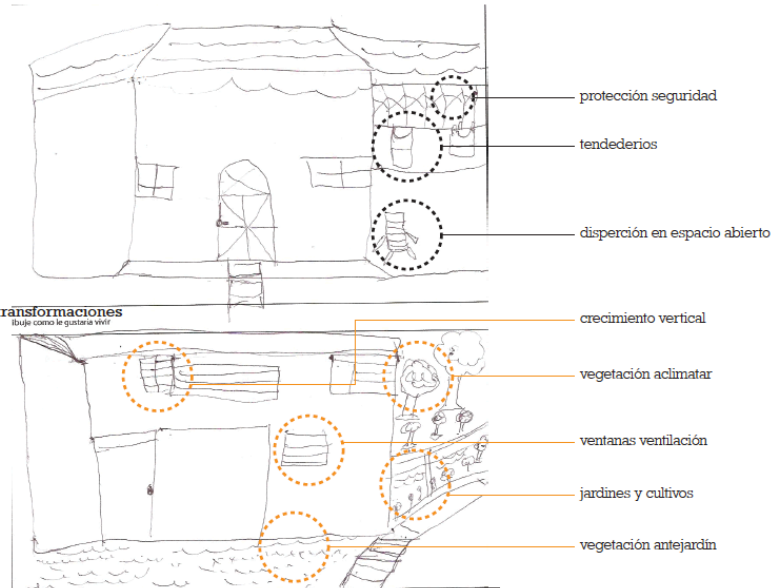 protección seguridad
tendederios
disperción en espacio abierto
ransformaciones
ibuje como le gustaria vivir
crecimiento vertical
vegetación aclimatar
ventanas ventilación
jardines y cultivos
vegetación antejardín